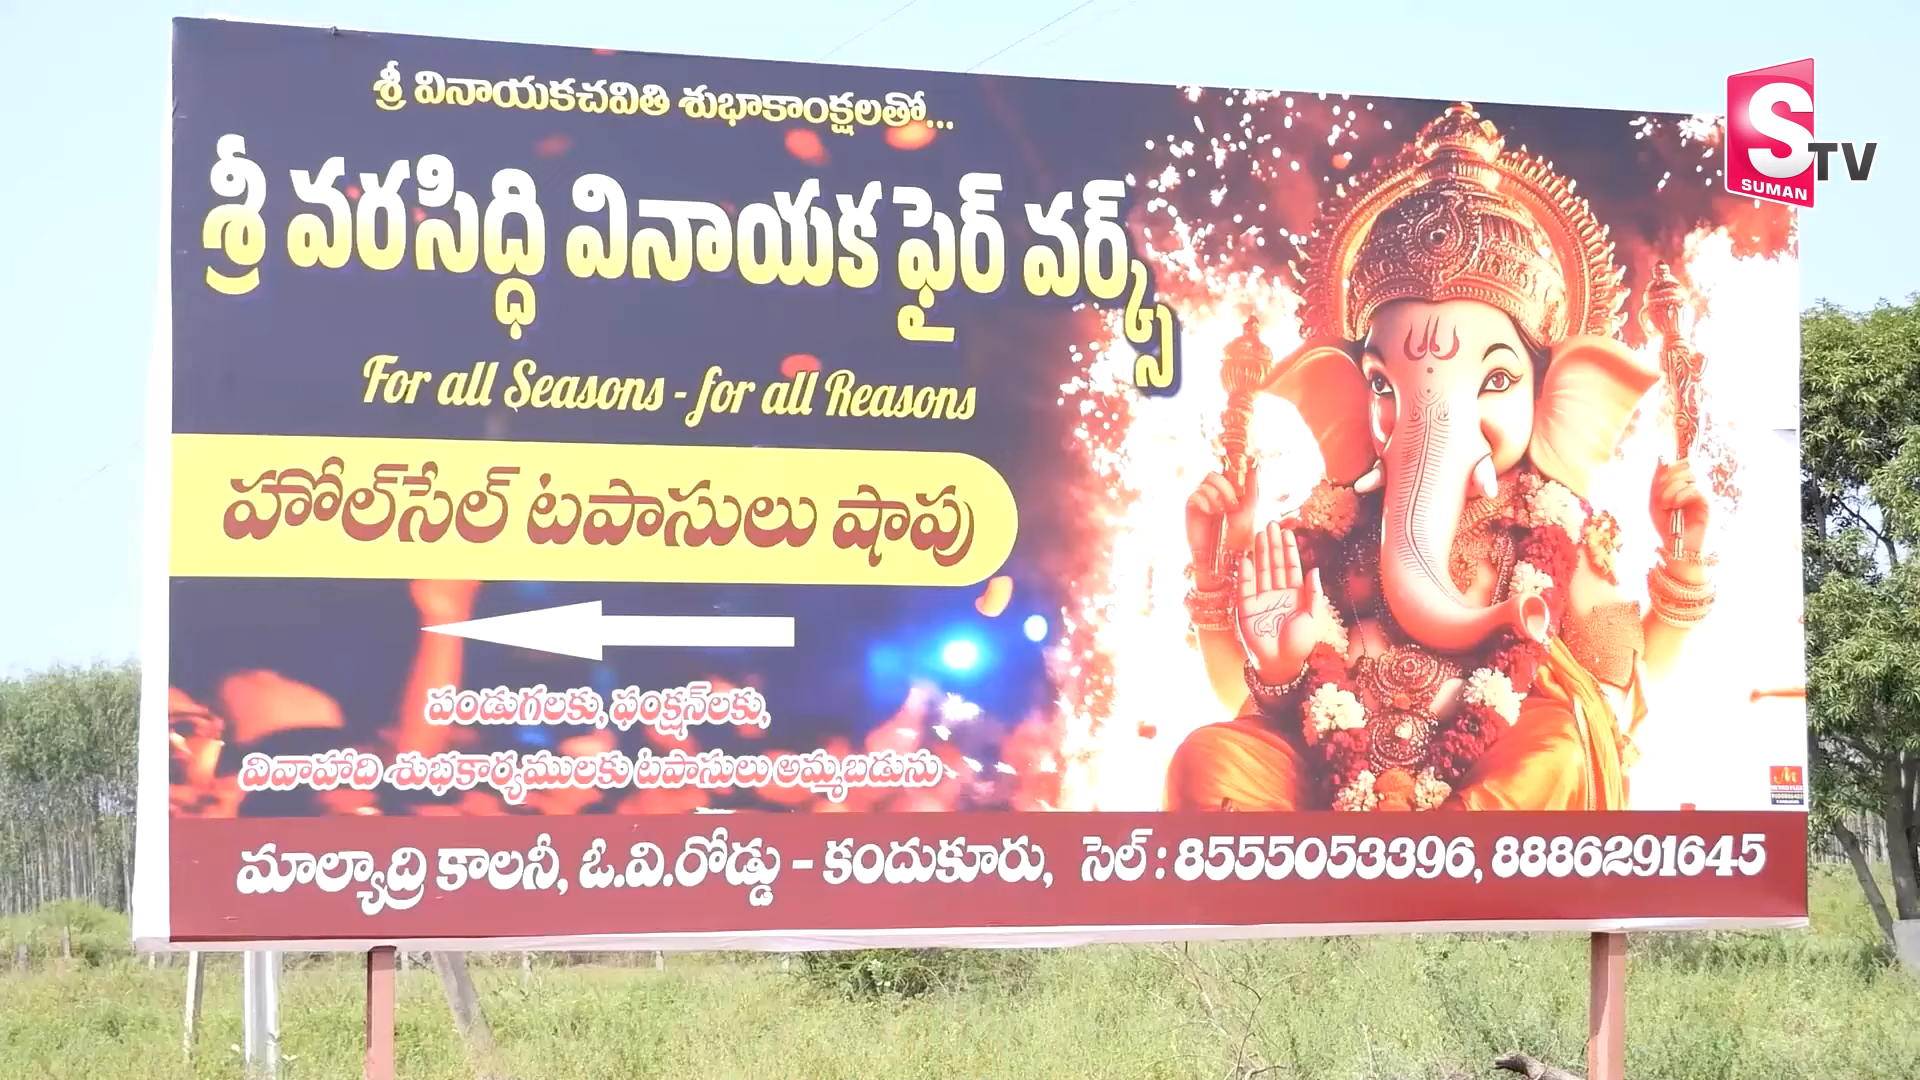 శ్రీ వినాయకచవితి శుభాకాంక్షలతో...
శ్రీ వరసిద్ధి వినాయక ఫైర్ వర్క్స్
For all Seasons - for all Reasons
హోల్‌సేల్ టపాసులు షాపు
పండుగలకు, ఫంక్షన్‌లకు,
వివాహాది శుభకార్యములకు టపాసులు అమ్మబడును
మాల్యాద్రి కాలనీ, ఓ.వి.రోడ్డు - కందుకూరు, సెల్ : 8555053396, 8886291645
S TV
SUMAN